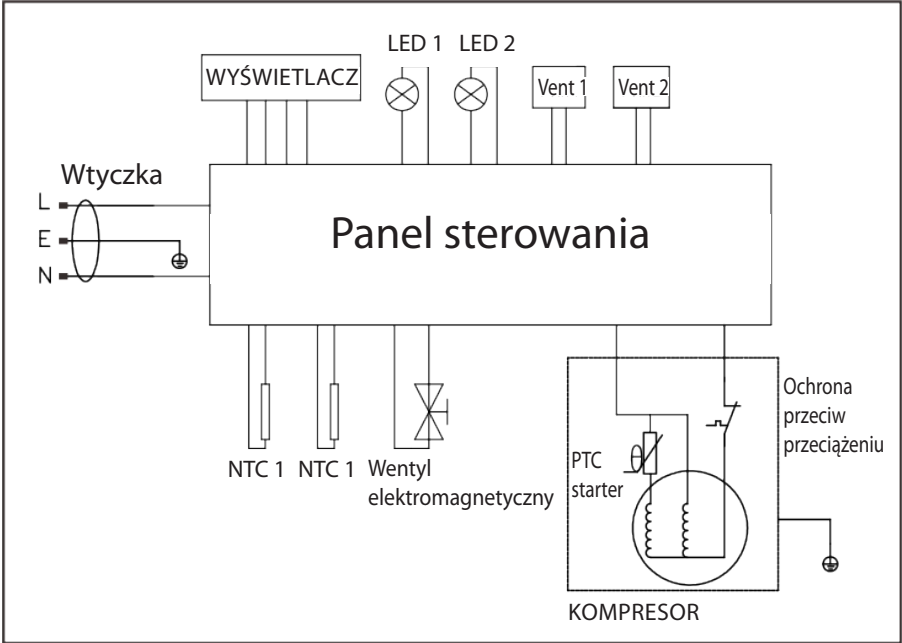 LED 1
LED 2
WYŚWIETLACZ
Vent 1
Vent 2
Wtyczka
L
E
N
Panel sterowania
NTC 1
NTC 1
Wentyl
elektromagnetyczny
PTC
starter
Ochrona
przeciw
przeciążeniu
KOMPRESOR